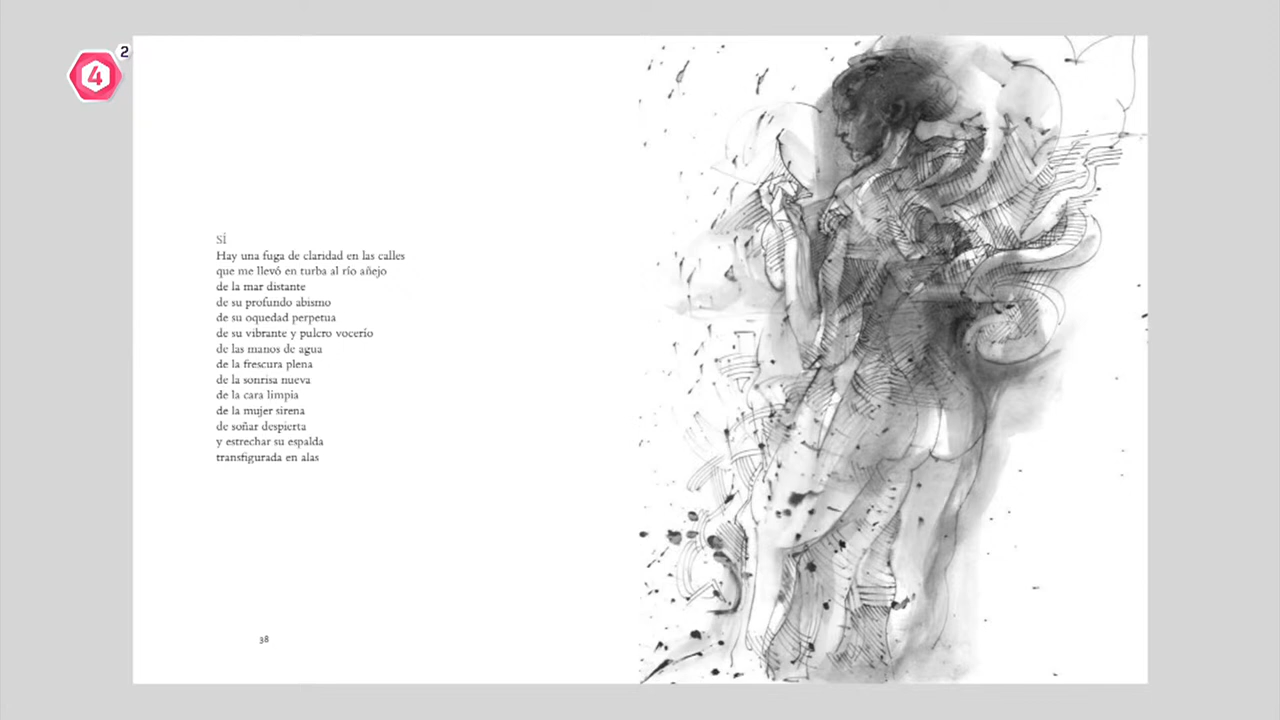 4
2
SÍ
Hay una fuga de claridad en las calles
que me llevó en turba al río añejo
de la mar distante
de su profundo abismo
de su oquedad perpetua
de su vibrante y pulcro vocerío
de las manos de agua
de la frescura plena
de la sonrisa nueva
de la cara limpia
de la mujer sirena
de soñar despierta
y estrechar su espalda
transfigurada en alas
38